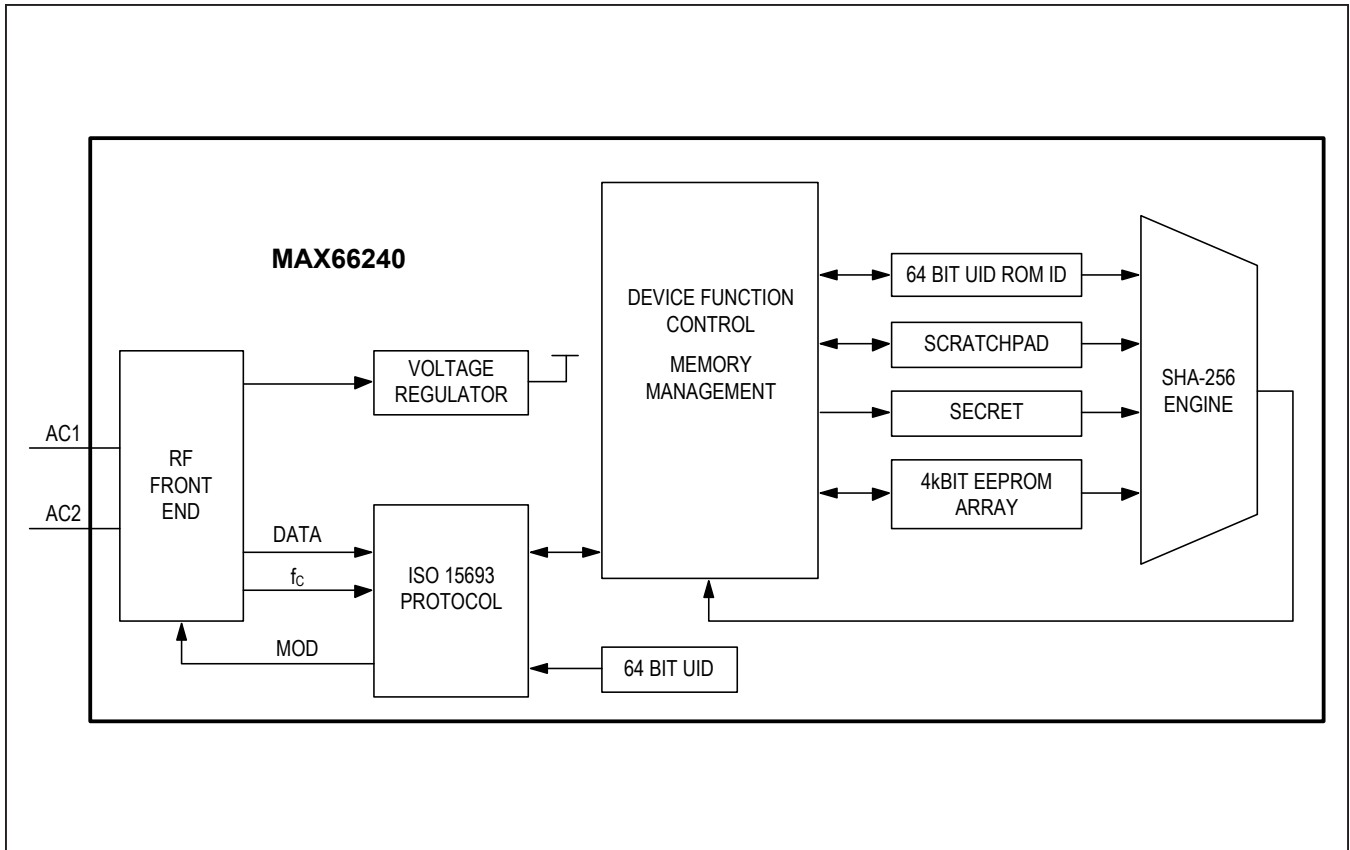 MAX66240
AC1
AC2
RF
FRONT
END
VOLTAGE
REGULATOR
DATA
fC
MOD
ISO 15693
PROTOCOL
64 BIT UID
DEVICE FUNCTION
CONTROL
MEMORY
MANAGEMENT
64 BIT UID ROM ID
SCRATCHPAD
SECRET
4kBIT EEPROM
ARRAY
SHA-256
ENGINE